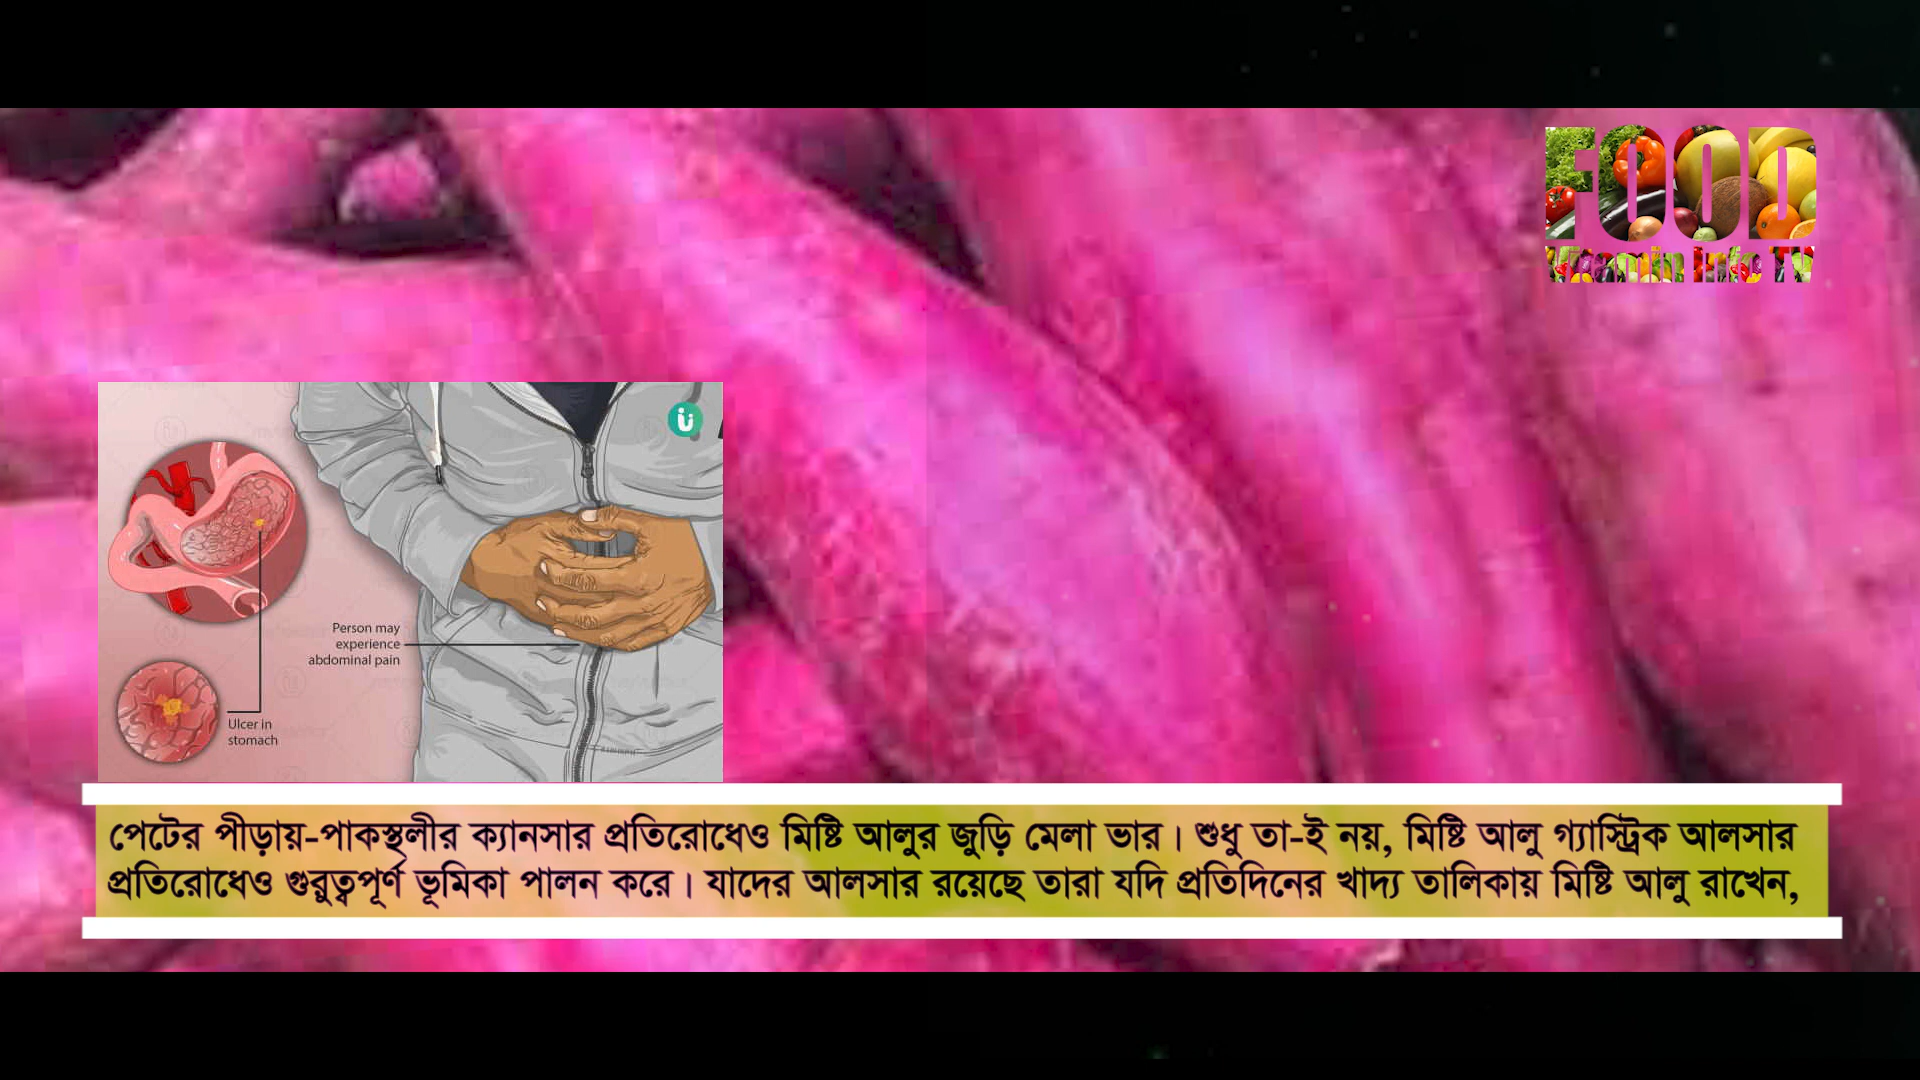 FOOD
Vitamin Info TV
Person may
experience
abdominal pain
Ulcer in
stomach
পেটের পীড়ায়-পাকস্থলীর ক্যানসার প্রতিরোধেও মিষ্টি আলুর জুড়ি মেলা ভার। শুধু তা-ই নয়, মিষ্টি আলু গ্যাস্ট্রিক আলসার
প্রতিরোধেও গুরুত্বপূর্ণ ভূমিকা পালন করে। যাদের আলসার রয়েছে তারা যদি প্রতিদিনের খাদ্য তালিকায় মিষ্টি আলু রাখেন,